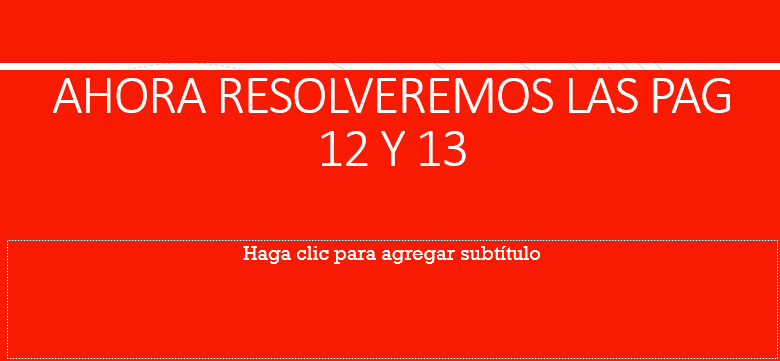 AHORA RESOLVEREMOS LAS PAG
12 Y 13
Haga clic para agregar subtítulo